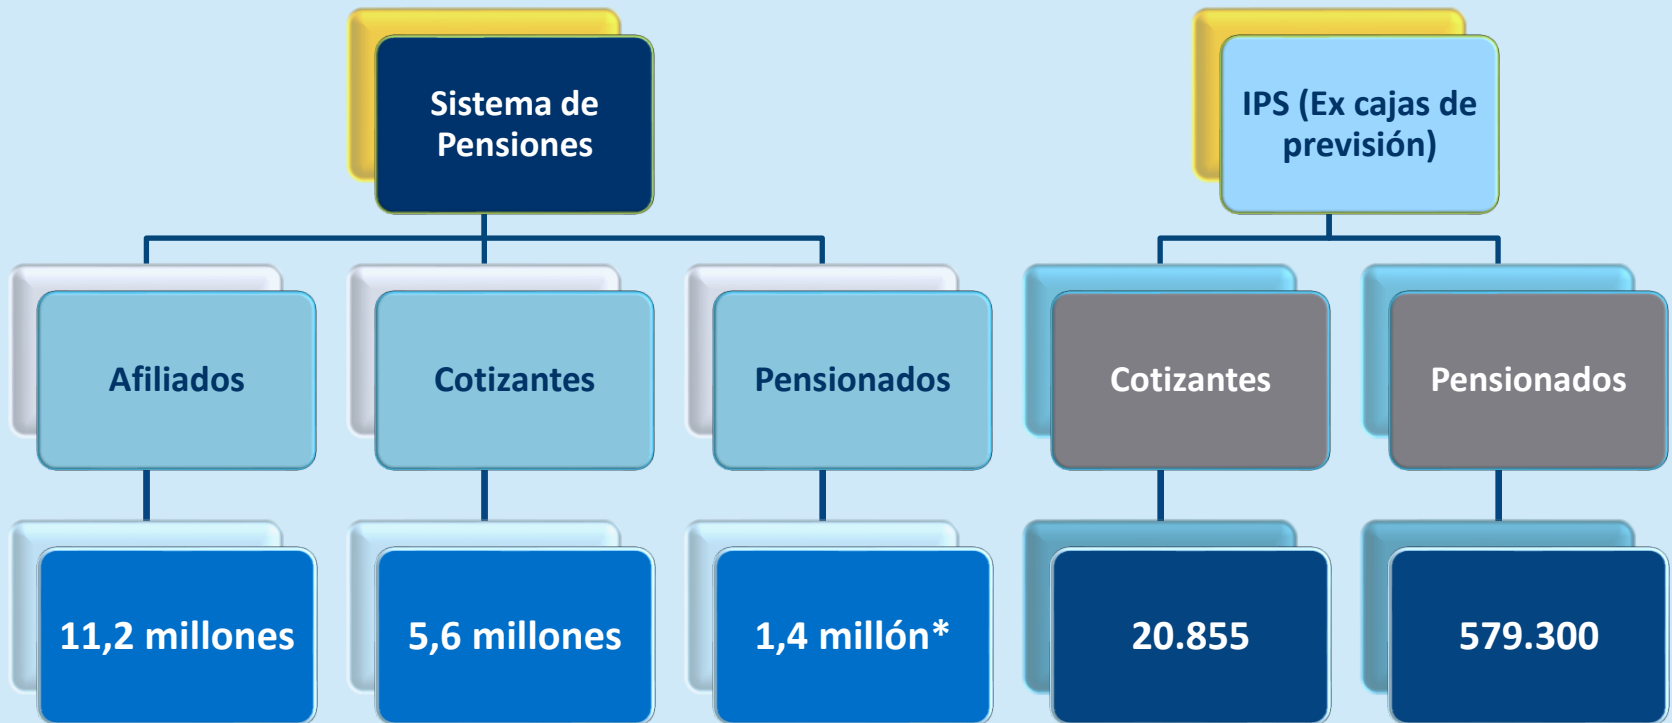 Sistema de
Pensiones
IPS (Ex cajas de
previsión)
Afiliados
Cotizantes
Pensionados
Cotizantes
Pensionados
11,2 millones
5,6 millones
1,4 millón*
20.855
579.300